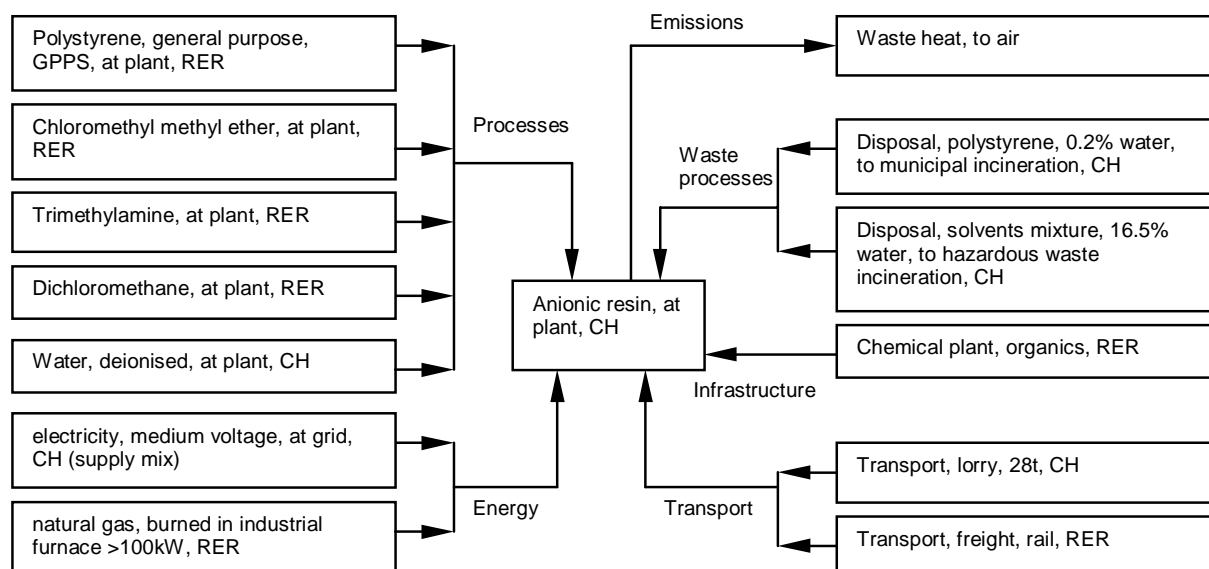 Polystyrene, general purpose,
GPPS, at plant, RER
Chloromethyl methyl ether, at plant,
RER
Trimethylamine, at plant, RER
Dichloromethane, at plant, RER
Water, deionised, at plant, CH
electricity, medium voltage, at grid,
CH (supply mix)
natural gas, burned in industrial
furnace >100kW, RER
Processes
Energy
Emissions
Waste
processes
Anionic resin, at
plant, CH
Infrastructure
Transport
Waste heat, to air
Disposal, polystyrene, 0.2% water,
to municipal incineration, CH
Disposal, solvents mixture, 16.5%
water, to hazardous waste
incineration, CH
Chemical plant, organics, RER
Transport, lorry, 28t, CH
Transport, freight, rail, RER